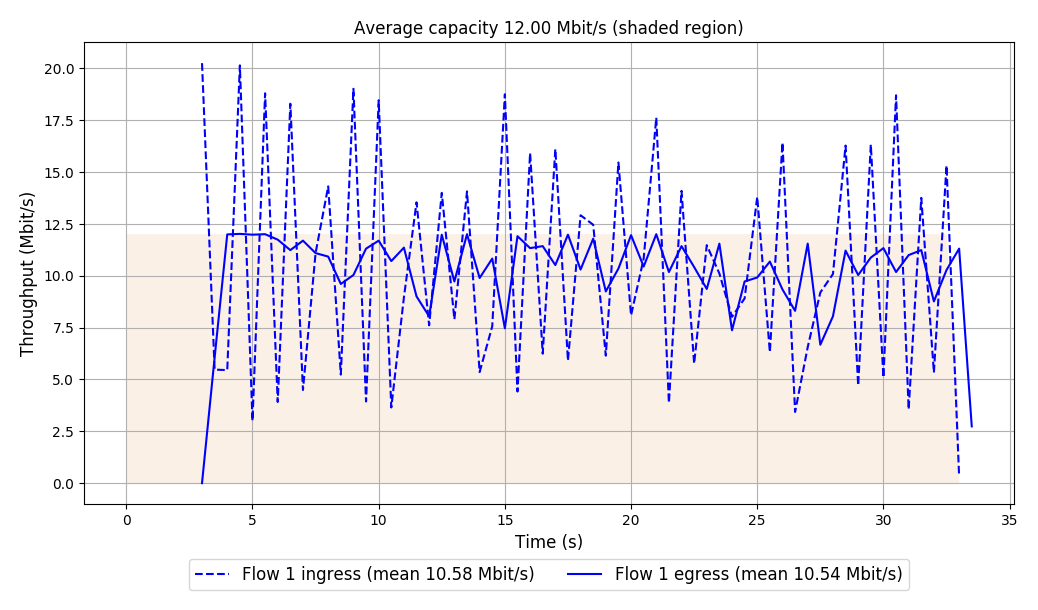 Average capacity 12.00 Mbit/s (shaded region)
Throughput (Mbit/s)
20.0
17.5
15.0
12.5
10.0
7.5
5.0
2.5
0.0
0 5 10 15 20 25 30 35
Time (s)
Flow 1 ingress (mean 10.58 Mbit/s) Flow 1 egress (mean 10.54 Mbit/s)